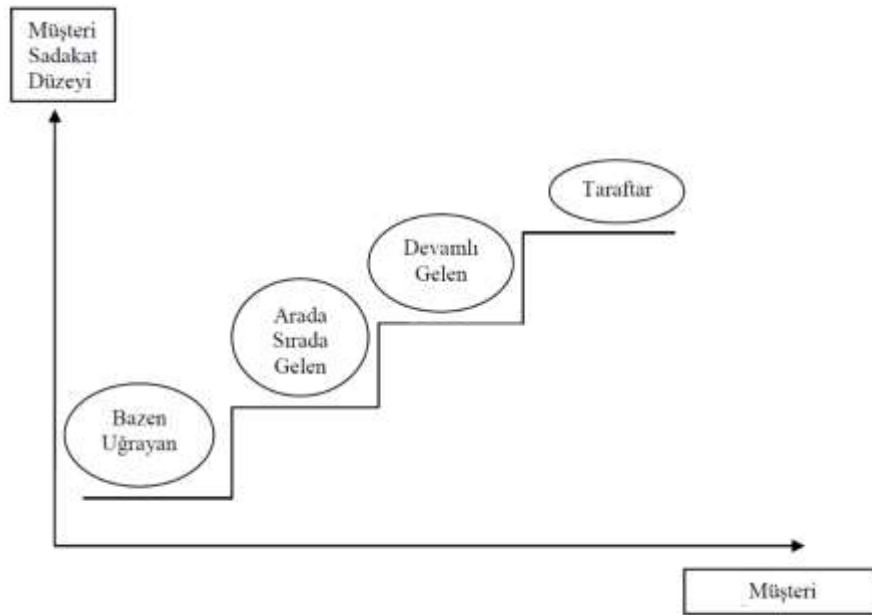 Müşteri
Sadakat
Düzeyi
Taraftar
Devamlı
Gelen
Arada
Sırada
Gelen
Bazen
Uğrayan
Müşteri